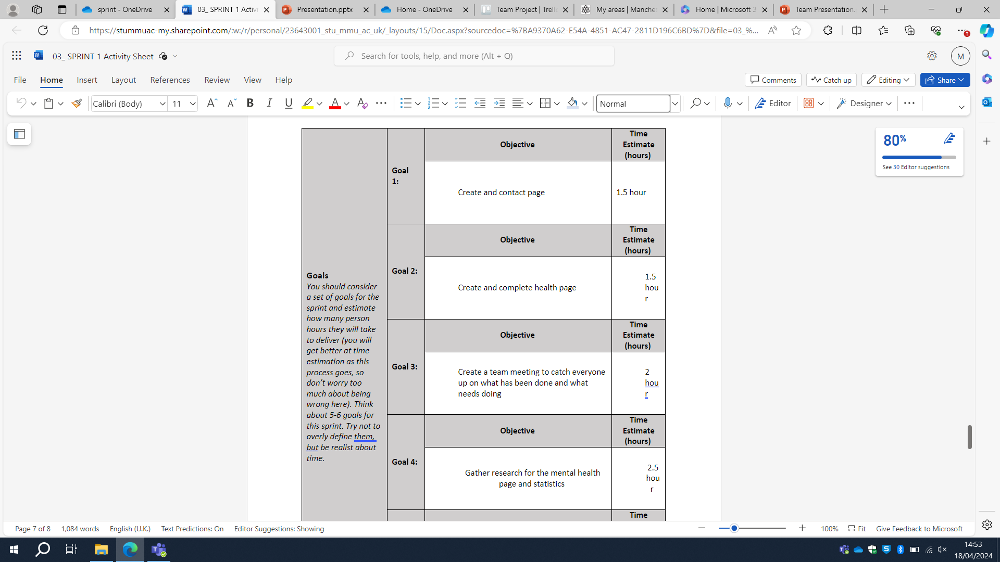 sprint - OneDrive
03_ SPRINT 1 Activi
Presentation.pptx
Home - OneDrive
Team Project | Trell
My areas | Manches
Home | Microsoft 3
Team Presentation.
https://stummuac-my.sharepoint.com/:w:/r/personal/23643001_stu_mmu_ac_uk/_layouts/15/Doc.aspx?sourcedoc=%7BA9370A62-E54A-4851-AC47-2811D196C6BD%7D&file=03_%...
03_ SPRINT 1 Activity Sheet
Search for tools, help, and more (Alt + Q)
M
File Home Insert Layout References Review View Help
Comments Catch up Editing Share
Calibri (Body) 11 A A B I U A A Normal Editor Designer
80%
See 30 Editor suggestions
Goals
You should consider
a set of goals for the
sprint and estimate
how many person
hours they will take
to deliver (you will
get better at time
estimation as this
process goes, so
don't worry too
much about being
wrong here). Think
about 5-6 goals for
this sprint. Try not to
overly define them,
but be realist about
time.
Goal
1:
Objective
Time
Estimate
(hours)
Create and contact page
1.5 hour
Goal 2:
Objective
Time
Estimate
(hours)
Create and complete health page
1.5
hou
r
Goal 3:
Objective
Time
Estimate
(hours)
Create a team meeting to catch everyone
up on what has been done and what
needs doing
2
hou
r
Goal 4:
Objective
Time
Estimate
(hours)
Gather research for the mental health
page and statistics
2.5
hou
r
Time
Page 7 of 8 1,084 words English (U.K.) Text Predictions: On Editor Suggestions: Showing
100% Fit Give Feedback to Microsoft
14:53
18/04/2024